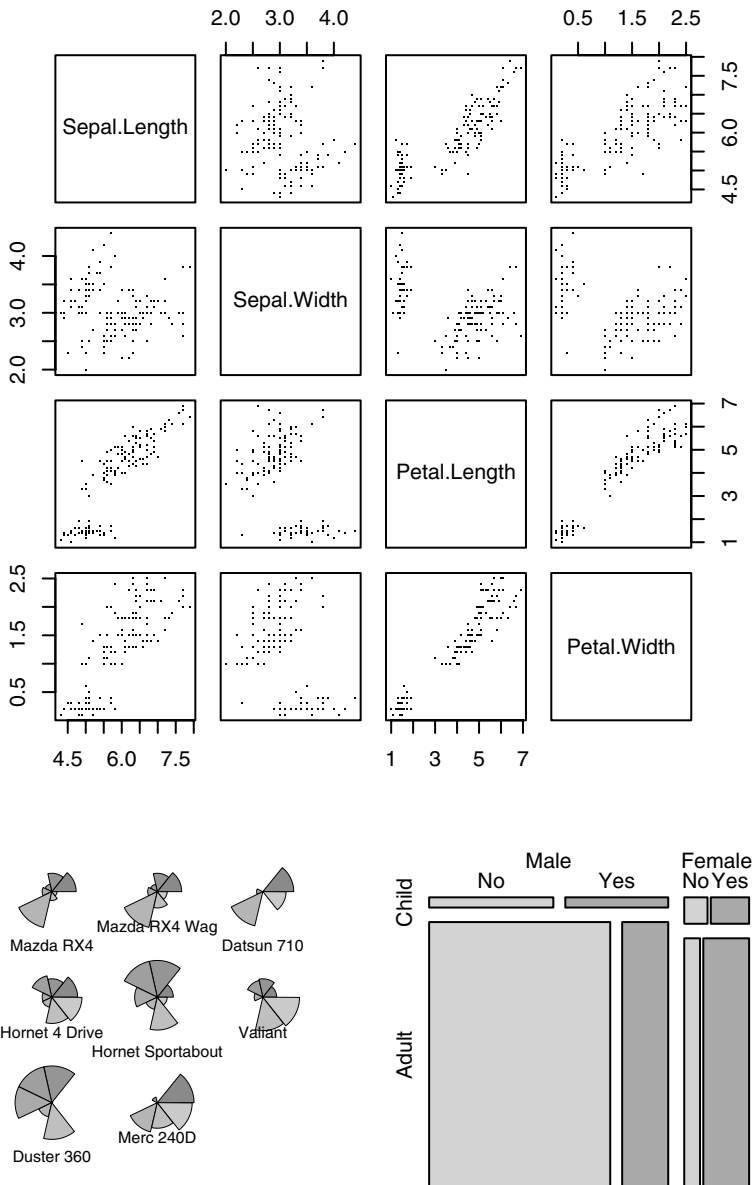 2.0 3.0 4.0 0.5 1.5 2.5
Sepal.Length
4.5 6.0 7.5
2.0 3.0 4.0
Sepal.Width
Petal.Length
1 3 5 7
0.5 1.5 2.5
Petal.Width
4.5 6.0 7.5 1 3 5 7
Mazda RX4
Mazda RX4 Wag
Datsun 710
Hornet 4 Drive
Hornet Sportabout
Valiant
Duster 360
Merc 240D
Male Female
No Yes No Yes
Child
Adult